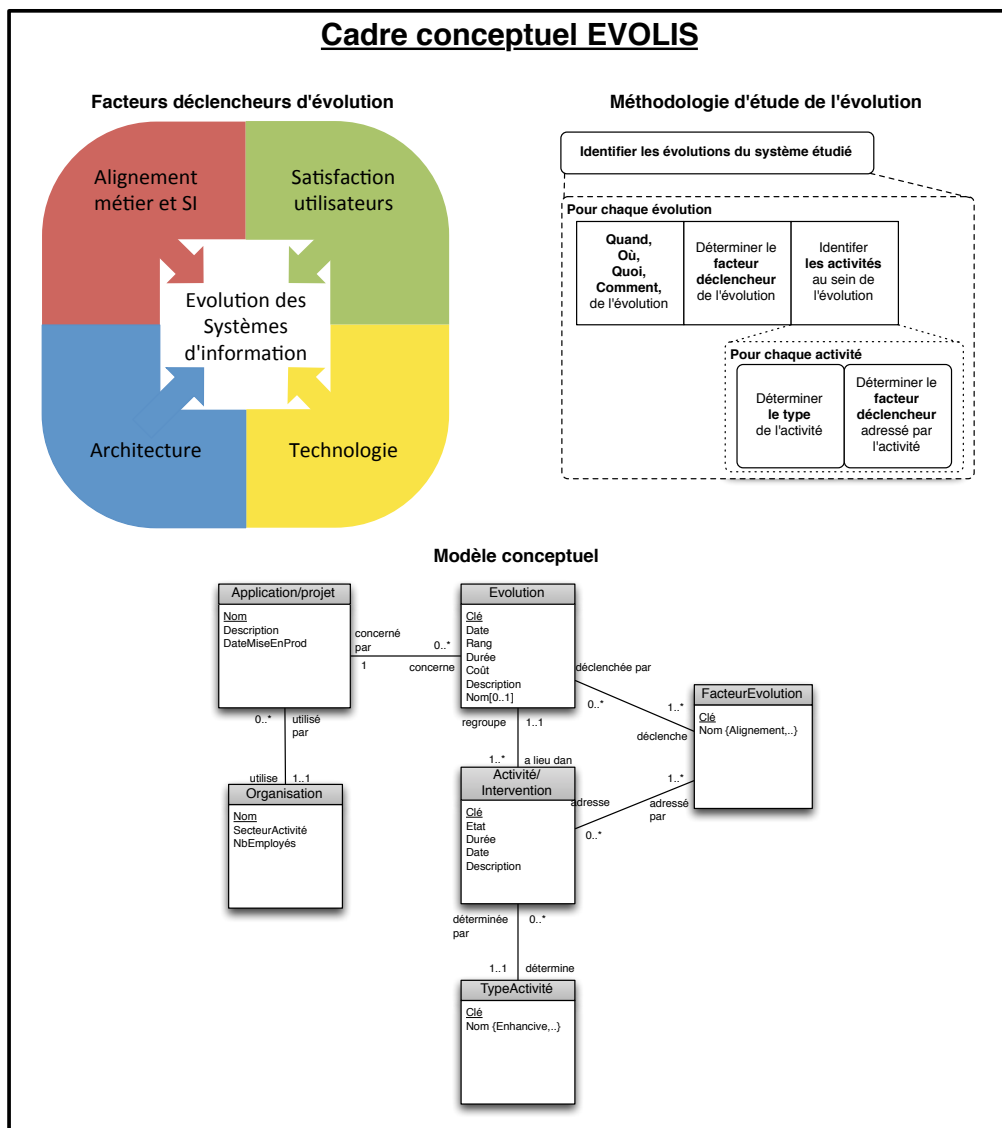 Cadre conceptuel EVOLIS
Facteurs déclencheurs d'évolution
Alignement
métier et SI
Satisfaction
utilisateurs
Evolution des
Systèmes
d'information
Architecture
Technologie
Méthodologie d'étude de l'évolution
Identifier les évolutions du système étudié
Pour chaque évolution
Quand,
Où,
Quoi,
Comment,
de l'évolution
Déterminer le
facteur
déclencheur
de l'évolution
Identifer
les activités
au sein de
l'évolution
Pour chaque activité
Déterminer
le type
de l'activité
Déterminer le
facteur
déclencheur
adressé par
l'activité
Modèle conceptuel
Application/projet
Nom
Description
DateMiseEnProd
concerné
par
1
0..*
concerne
Evolution
Clé
Date
Rang
Durée
Coût
Description
Nom[0..1]
déclenchée par
0..*
1..*
déclenche
FacteurEvolution
Clé
Nom {Alignement,..}
0..*
utilisé
par
utilise
1..1
Organisation
Nom
SecteurActivité
NbEmployés
regroupe
1..1
1..*
a lieu dan
Activité/
Intervention
Clé
Etat
Durée
Date
Description
adresse
0..*
1..*
adressé
par
déterminée
par
0..*
1..1
détermine
TypeActivité
Clé
Nom {Enhancive,..}